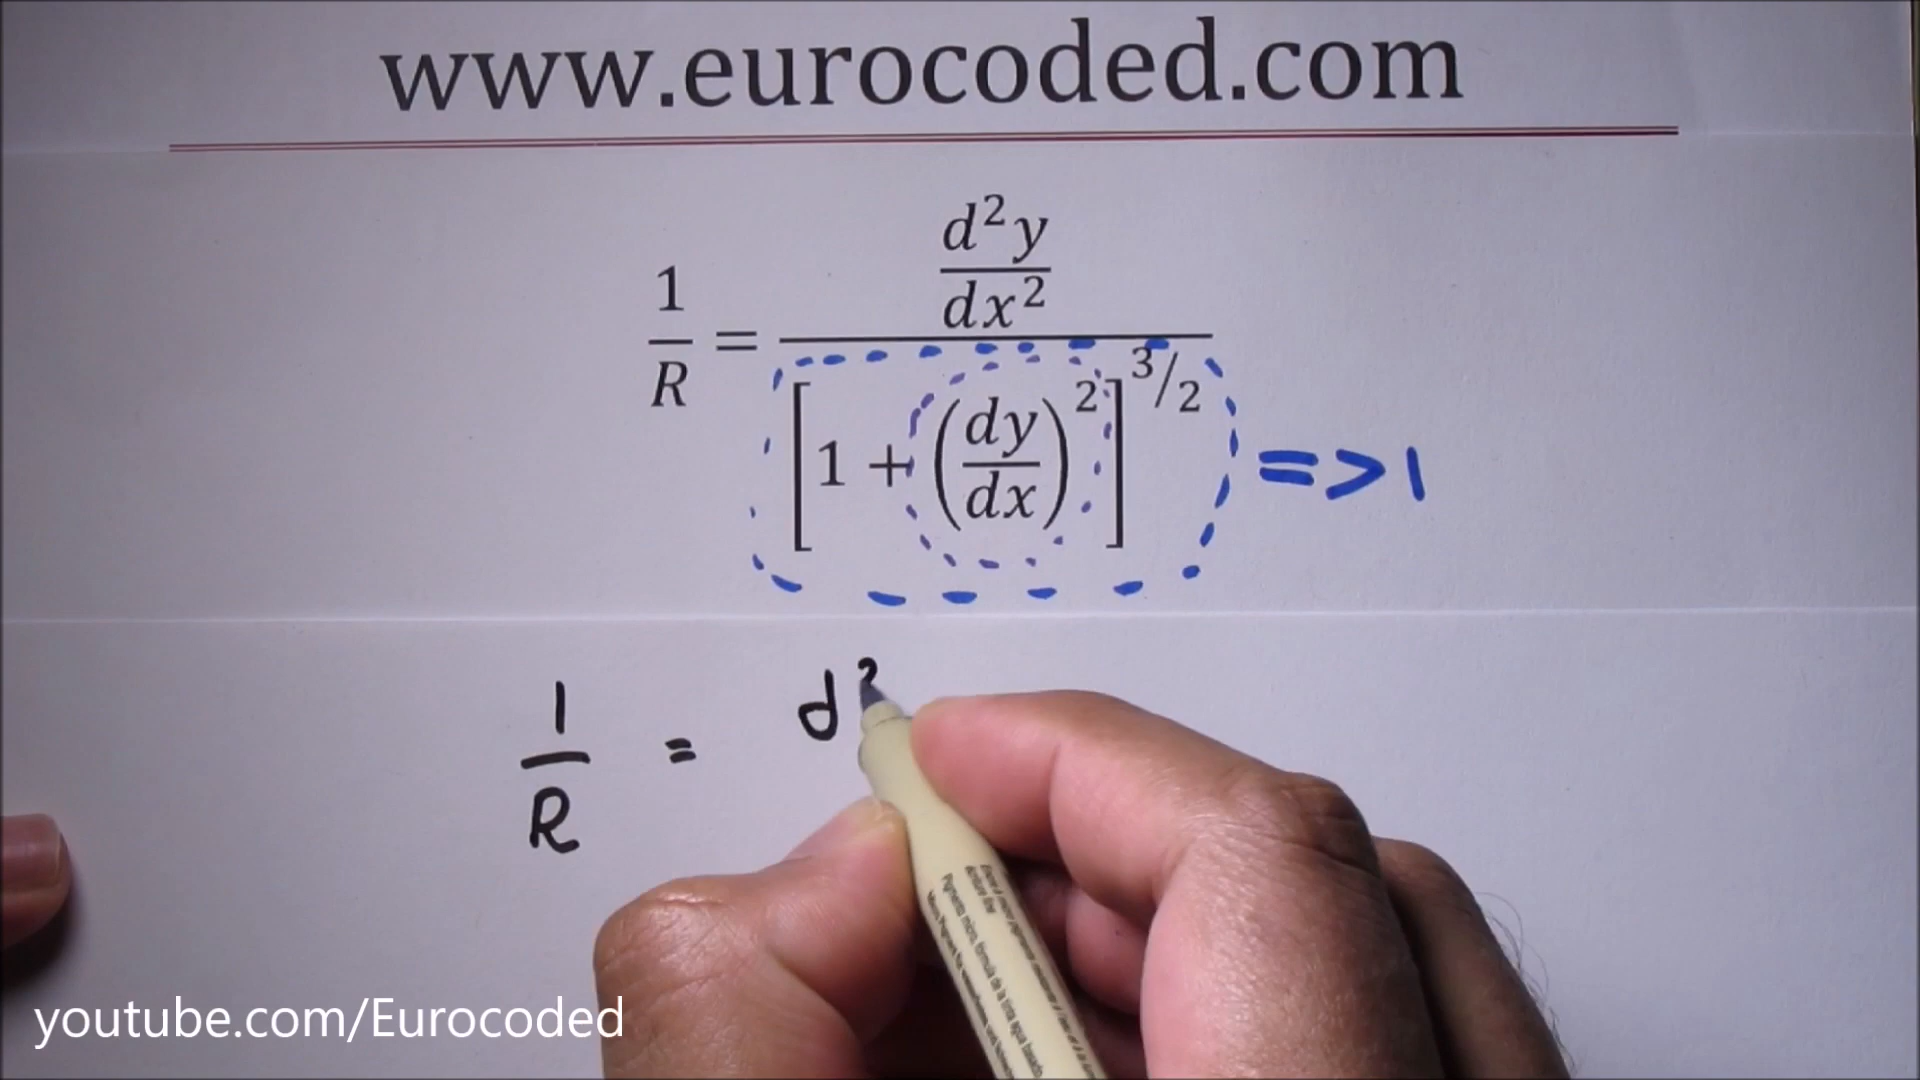 www.eurocoded.com
1/R = (d²y/dx²) / [1 + (dy/dx)²]^3/2 => 1
1/R = d²
youtube.com/Eurocoded